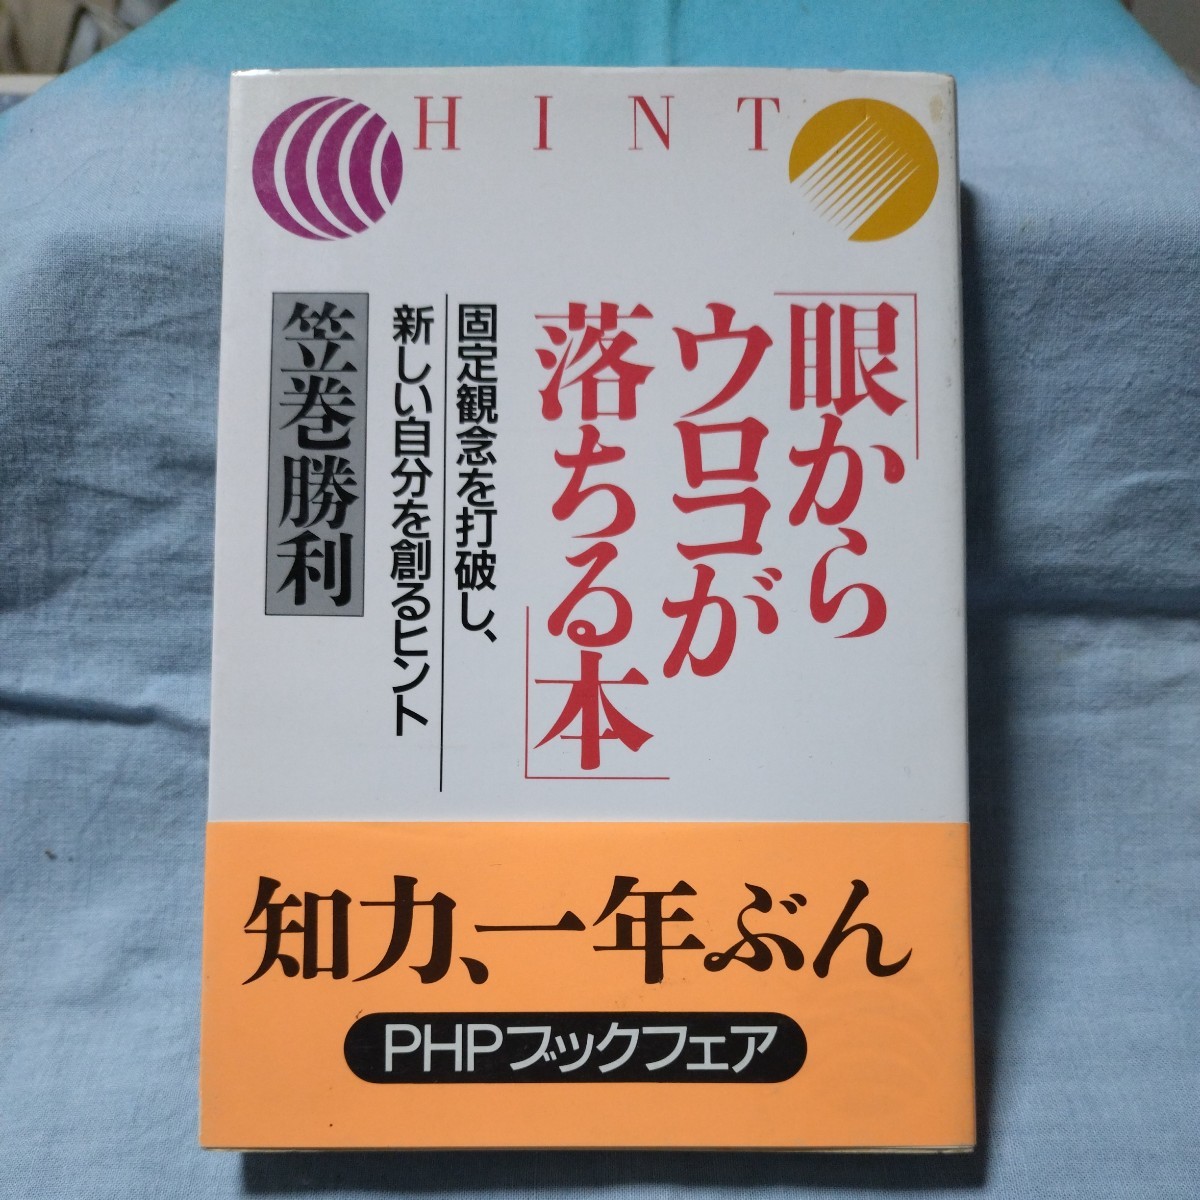 HINT
「眼から
ウロコが
落ちる本」
固定観念を打破し、
新しい自分を創るヒント
笠巻勝利
知力、一年ぶん
PHPブックフェア